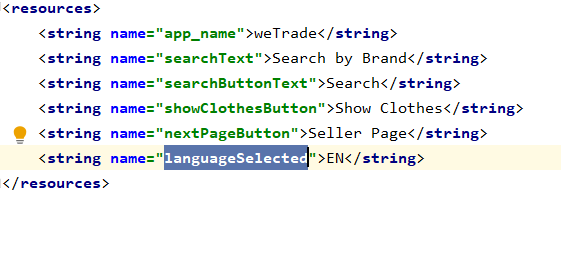 <resources>
<string name="app_name">weTrade</string>
<string name="searchText">Search by Brand</string>
<string name="searchButtonText">Search</string>
<string name="showClothesButton">Show Clothes</string>
<string name="nextPageButton">Seller Page</string>
<string name="languageSelected">EN</string>
</resources>